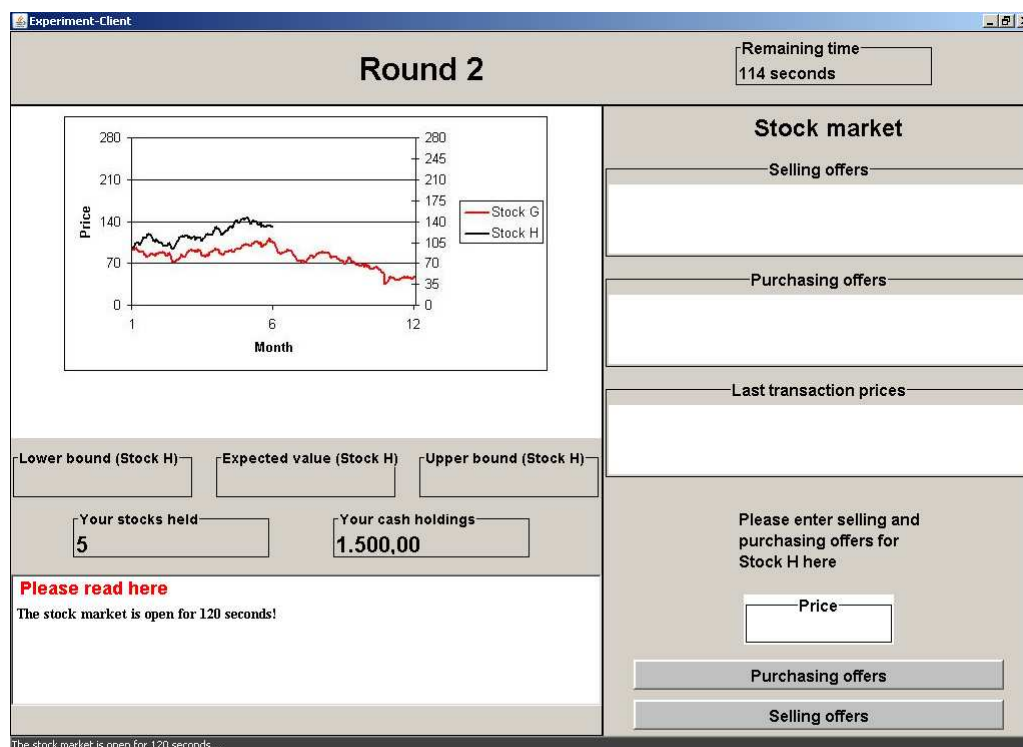 Experiment-Client
Round 2
Remaining time
114 seconds
280
210
140
70
0
280
245
210
175
140
105
70
35
0
1
6
12
Price
Month
Stock G
Stock H
Stock market
Selling offers
Purchasing offers
Last transaction prices
Lower bound (Stock H)
Expected value (Stock H)
Upper bound (Stock H)
Your stocks held
5
Your cash holdings
1.500,00
Please read here
The stock market is open for 120 seconds!
Please enter selling and
purchasing offers for
Stock H here
Price
Purchasing offers
Selling offers
The stock market is open for 120 seconds